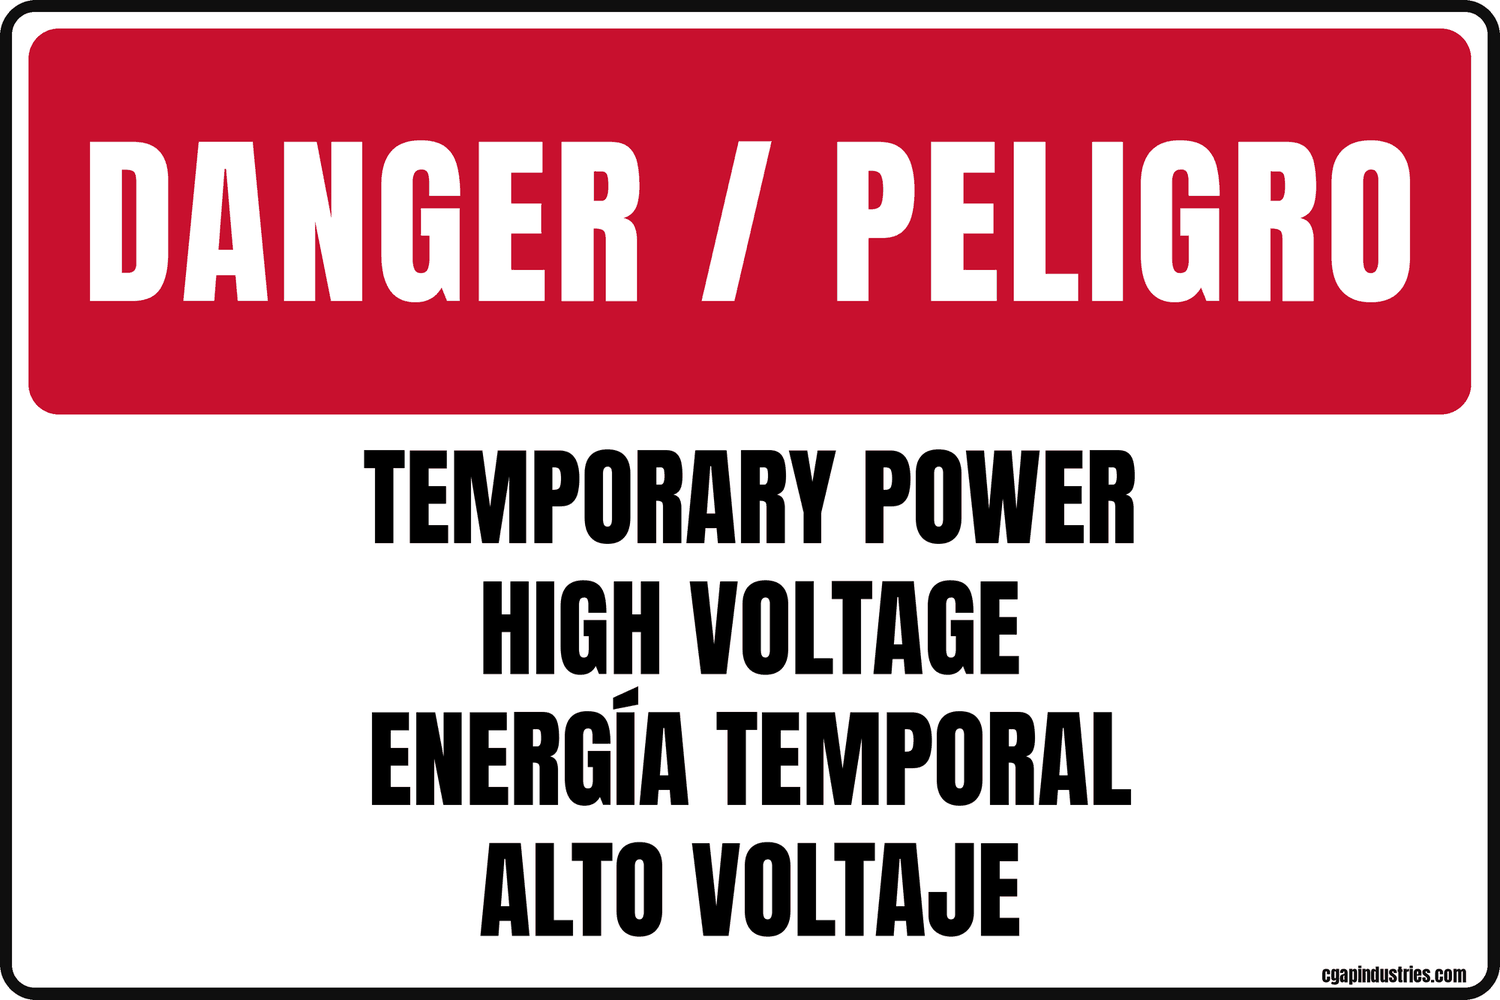 DANGER / PELIGRO
TEMPORARY POWER
HIGH VOLTAGE
ENERGÍA TEMPORAL
ALTO VOLTAJE
cgapindustries.com